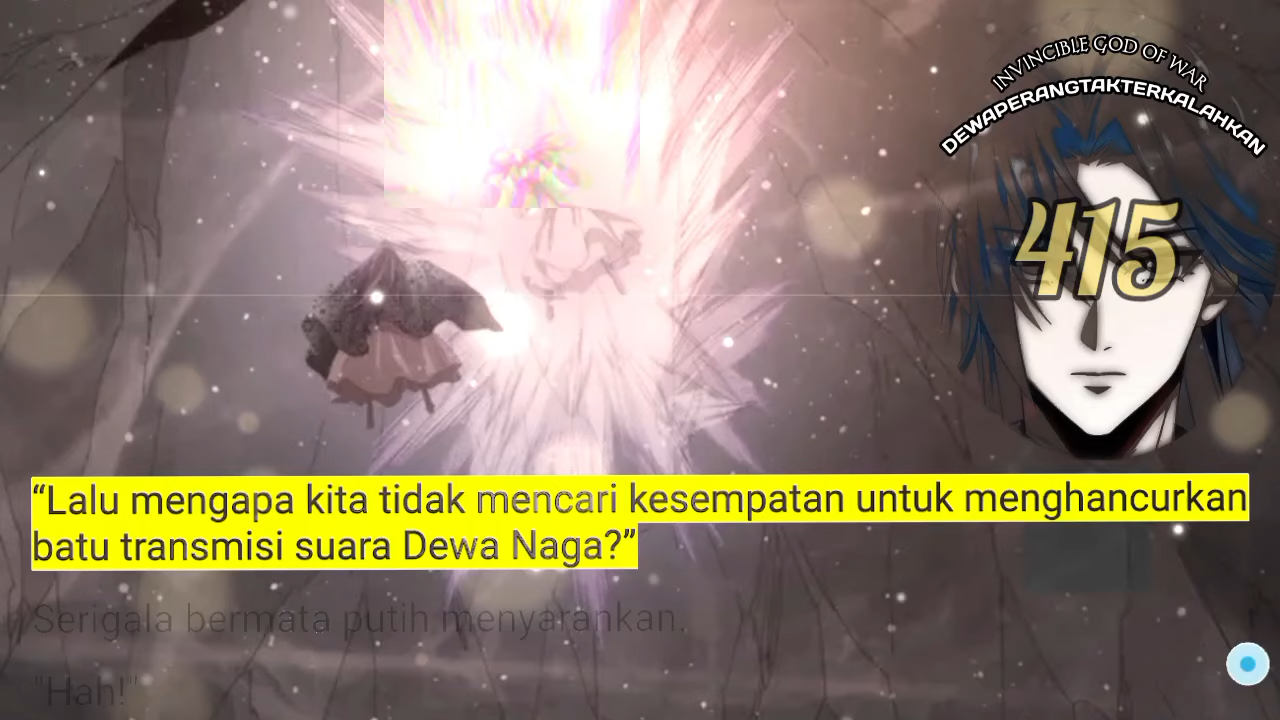 INVINCIBLE GOD OF WAR
DEWAPERANGTAKTERKALAHKAN
415
“Lalu mengapa kita tidak mencari kesempatan untuk menghancurkan
batu transmisi suara Dewa Naga?”
Serigala bermata putih menyarankan.
"Hah!"